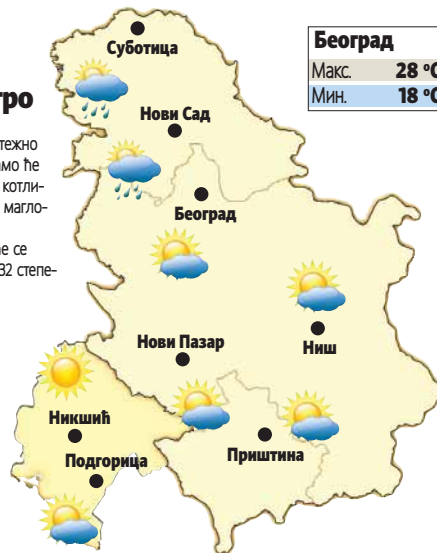 Суботица
Београд
Макс. 28 °C
Мин. 18 °C
тро
тежно
амо ће
котли-
магло-
е се
32 степе-
Нови Сад
Београд
Ниш
Нови Пазар
Никшић
Приштина
Подгорица